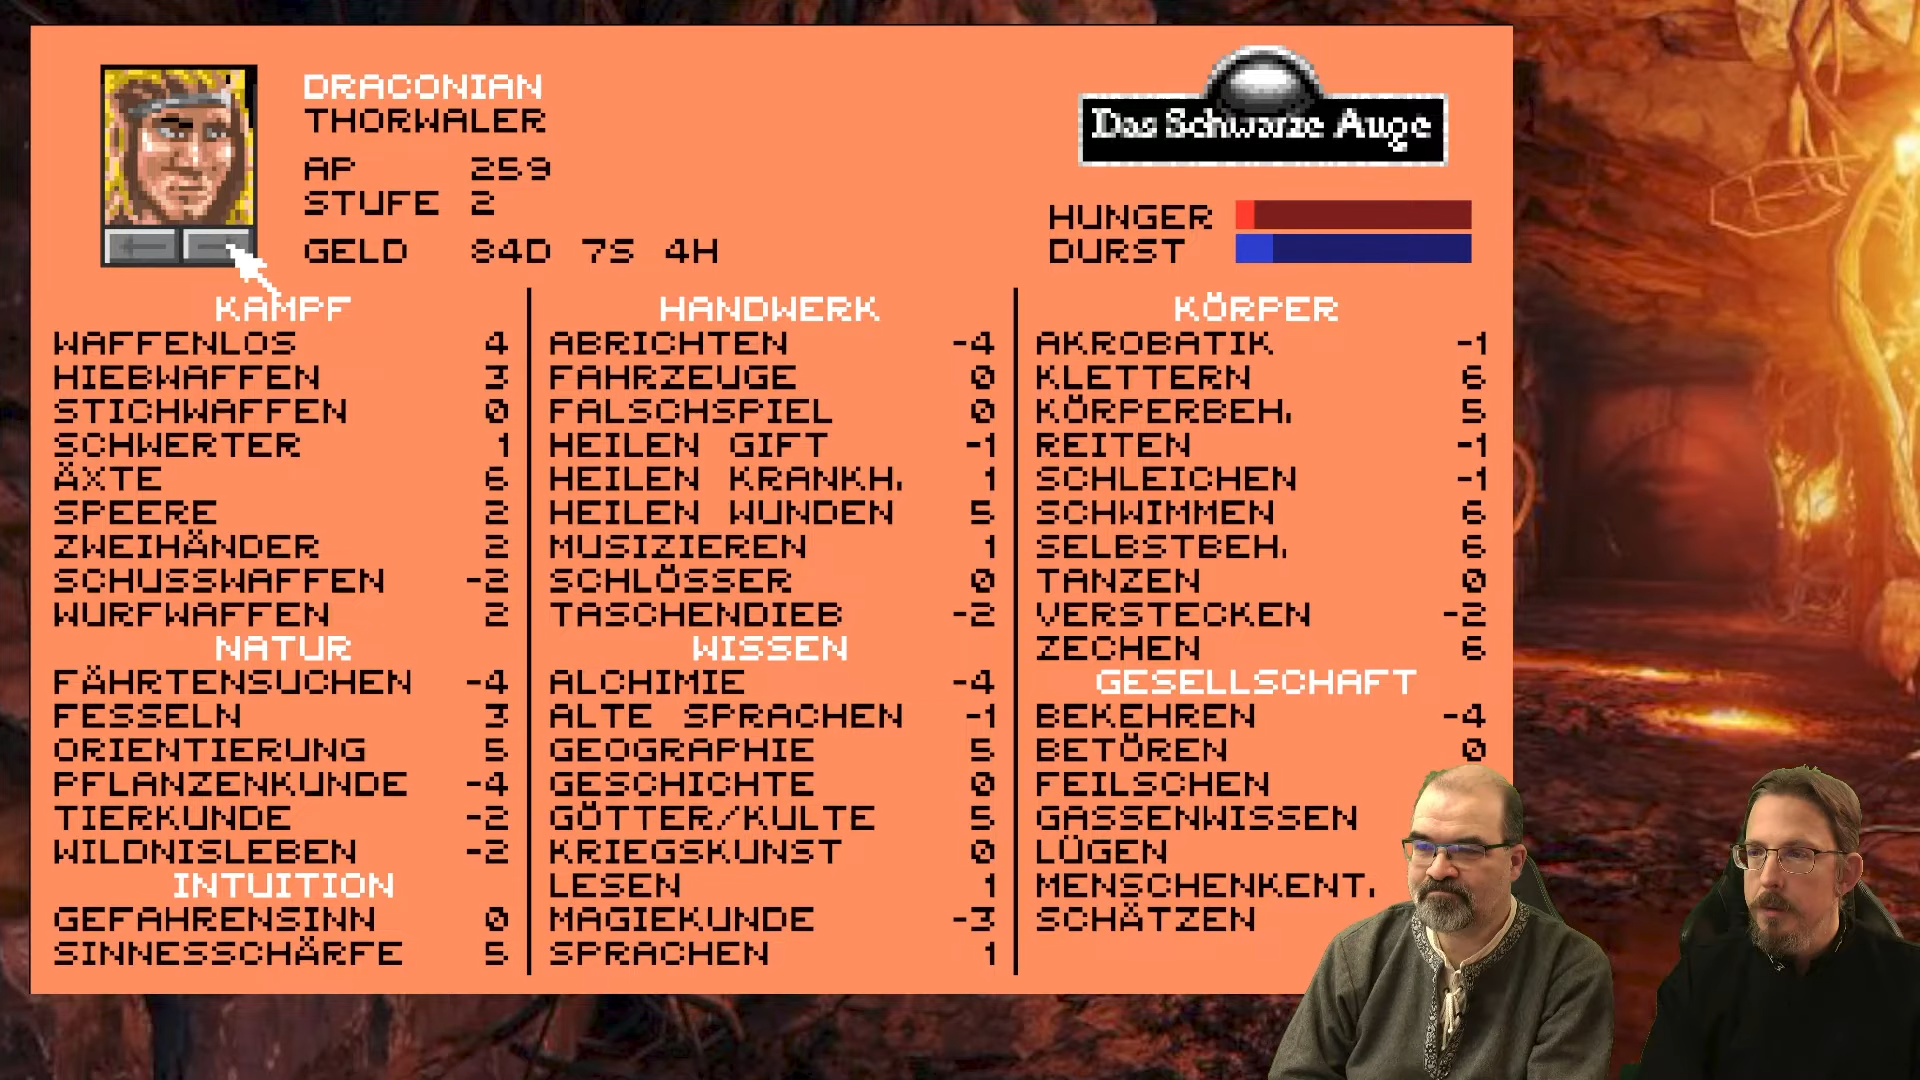 DRACONIAN
THORWALER
AP 259
STUFE 2
GELD 84D 7S 4H
Das Schwarze Auge
HUNGER
DURST
KAMPF
WAFFENLOS 4
HIEBWAFFEN 3
STICHWAFFEN 0
SCHWERTER 1
ÄXTE 6
SPEERE 2
ZWEIHÄNDER 2
SCHUSSWAFFEN -2
WURFWAFFEN 2
NATUR
FÄHRTENSUCHEN -4
FESSELN 3
ORIENTIERUNG 5
PFLANZENKUNDE -4
TIERKUNDE -2
WILDNISLEBEN -2
INTUITION
GEFAHRENSINN 0
SINNESSCHÄRFE 5
HANDWERK
ABRICHTEN -4
FAHRZEUGE 0
FALSCHSPIEL 0
HEILEN GIFT -1
HEILEN KRANKH. 1
HEILEN WUNDEN 5
MUSIZIEREN 1
SCHLÖSSER 0
TASCHENDIEB -2
WISSEN
ALCHIMIE -4
ALTE SPRACHEN -1
GEOGRAPHIE 5
GESCHICHTE 0
GÖTTER/KULTE 5
KRIEGSKUNST 0
LESEN 1
MAGIEKUNDE -3
SPRACHEN 1
KÖRPER
AKROBATIK -1
KLETTERN 6
KÖRPERBEH. 5
REITEN -1
SCHLEICHEN -1
SCHWIMMEN 6
SELBSTBEH. 6
TANZEN 0
VERSTECKEN -2
ZECHEN 6
GESELLSCHAFT
BEKEHREN -4
BETÖREN 0
FEILSCHEN
GASSENWISSEN
LÜGEN
MENSCHENKENT.
SCHÄTZEN